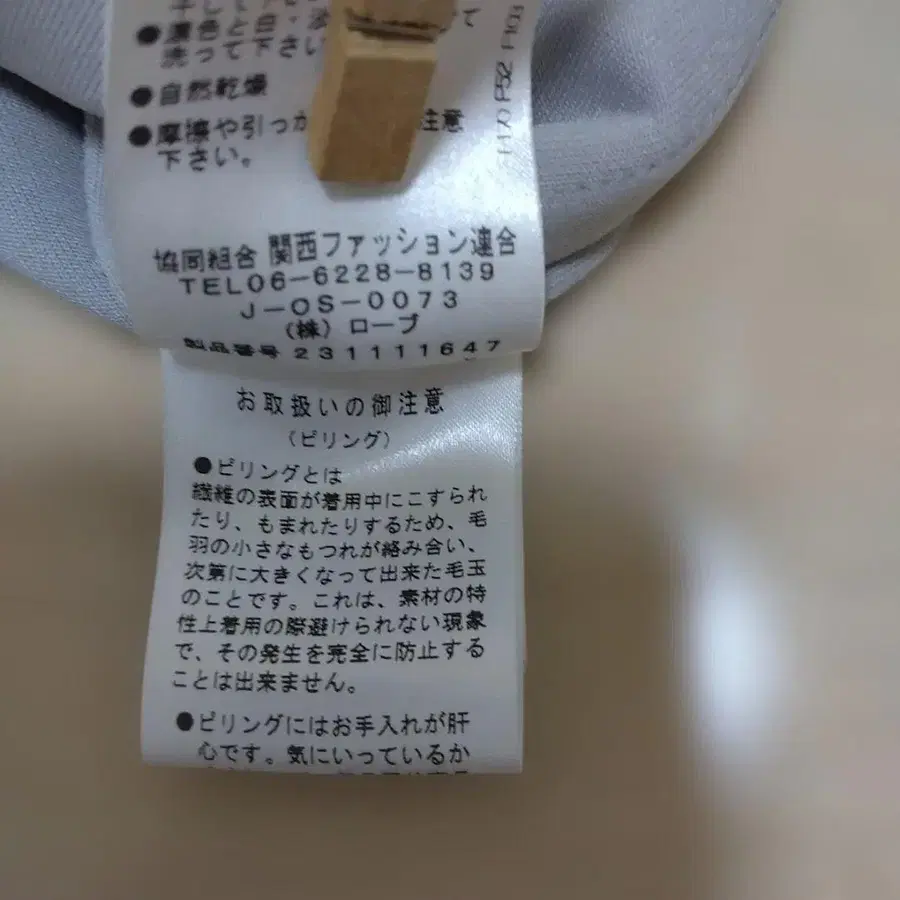 ●濃色と白・淡
洗って下さい
●自然乾燥
●摩擦や引っか 注意
下さい。
協同組合 関西ファッション連合
TEL06-6228-8139
J-OS-0073
(株) ローブ
製品番号 231111647
お取扱いの御注意
(ピリング)
●ピリングとは
繊維の表面が着用中にこすられ
たり、もまれたりするため、毛
羽の小さなもつれが絡み合い、
次第に大きくなって出来た毛玉
のことです。これは、素材の特
性上着用の際避けられない現象
で、その発生を完全に防止する
ことは出来ません。
●ピリングにはお手入れが肝
心です。気にいっているか